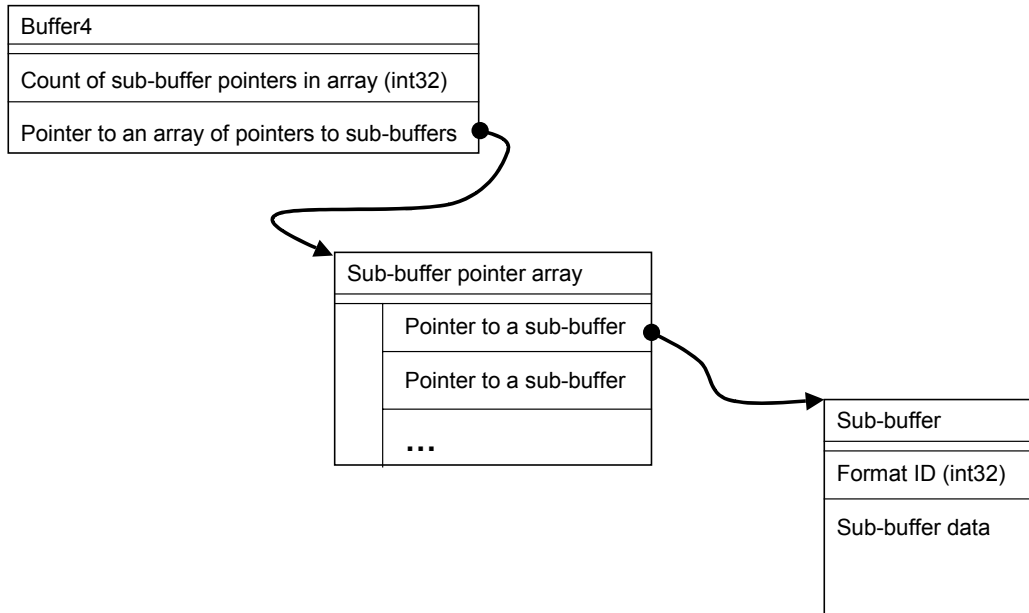 Buffer4
Count of sub-buffer pointers in array (int32)
Pointer to an array of pointers to sub-buffers
Sub-buffer pointer array
Pointer to a sub-buffer
Pointer to a sub-buffer
...
Sub-buffer
Format ID (int32)
Sub-buffer data